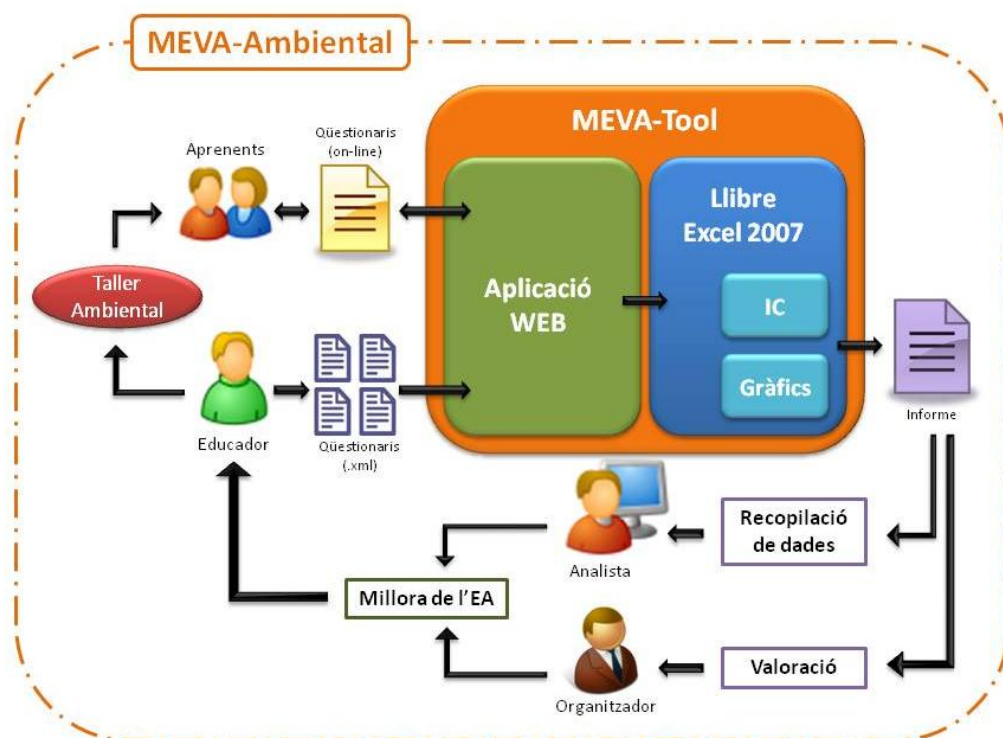 MEVA-Ambiental
MEVA-Tool
Aprenents
Qüestionaris
(on-line)
Llibre
Excel 2007
Aplicació
WEB
IC
Gràfics
Taller
Ambiental
Educador
Qüestionaris
(.xml)
Informe
Analista
Recopilació
de dades
Millora de l'EA
Organitzador
Valoració